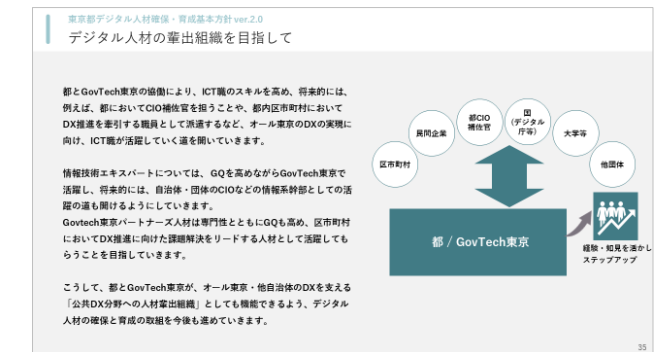 東京都デジタル人材確保・育成基本方針 ver.2.0
デジタル人材の輩出組織を目指して
都とGovTech東京の協働により、ICT職のスキルを高め、将来的には、
例えば、都においてCIO補佐官を担うことや、都内区市町村において
DX推進を牽引する職員として派遣するなど、オール東京のDXの実現に
向け、ICT職が活躍していく道を開いていきます。
情報技術エキスパートについては、GQを高めながらGovTech東京で
活躍し、将来的には、自治体・団体のCIOなどの情報系幹部としての活
躍の道も開けるようにしていきます。
Govtech東京パートナーズ人材は専門性とともにGQも高め、区市町村
においてDX推進に向けた課題解決をリードする人材として活躍しても
らうことを目指していきます。
こうして、都とGovTech東京が、オール東京・他自治体のDXを支える
「公共DX分野への人材輩出組織」としても機能できるよう、デジタル
人材の確保と育成の取組を今後も進めていきます。
区市町村
民間企業
都CIO
補佐官
国
(デジタル
庁等)
大学等
他団体
都 / GovTech東京
経験・知見を活かし
ステップアップ
35